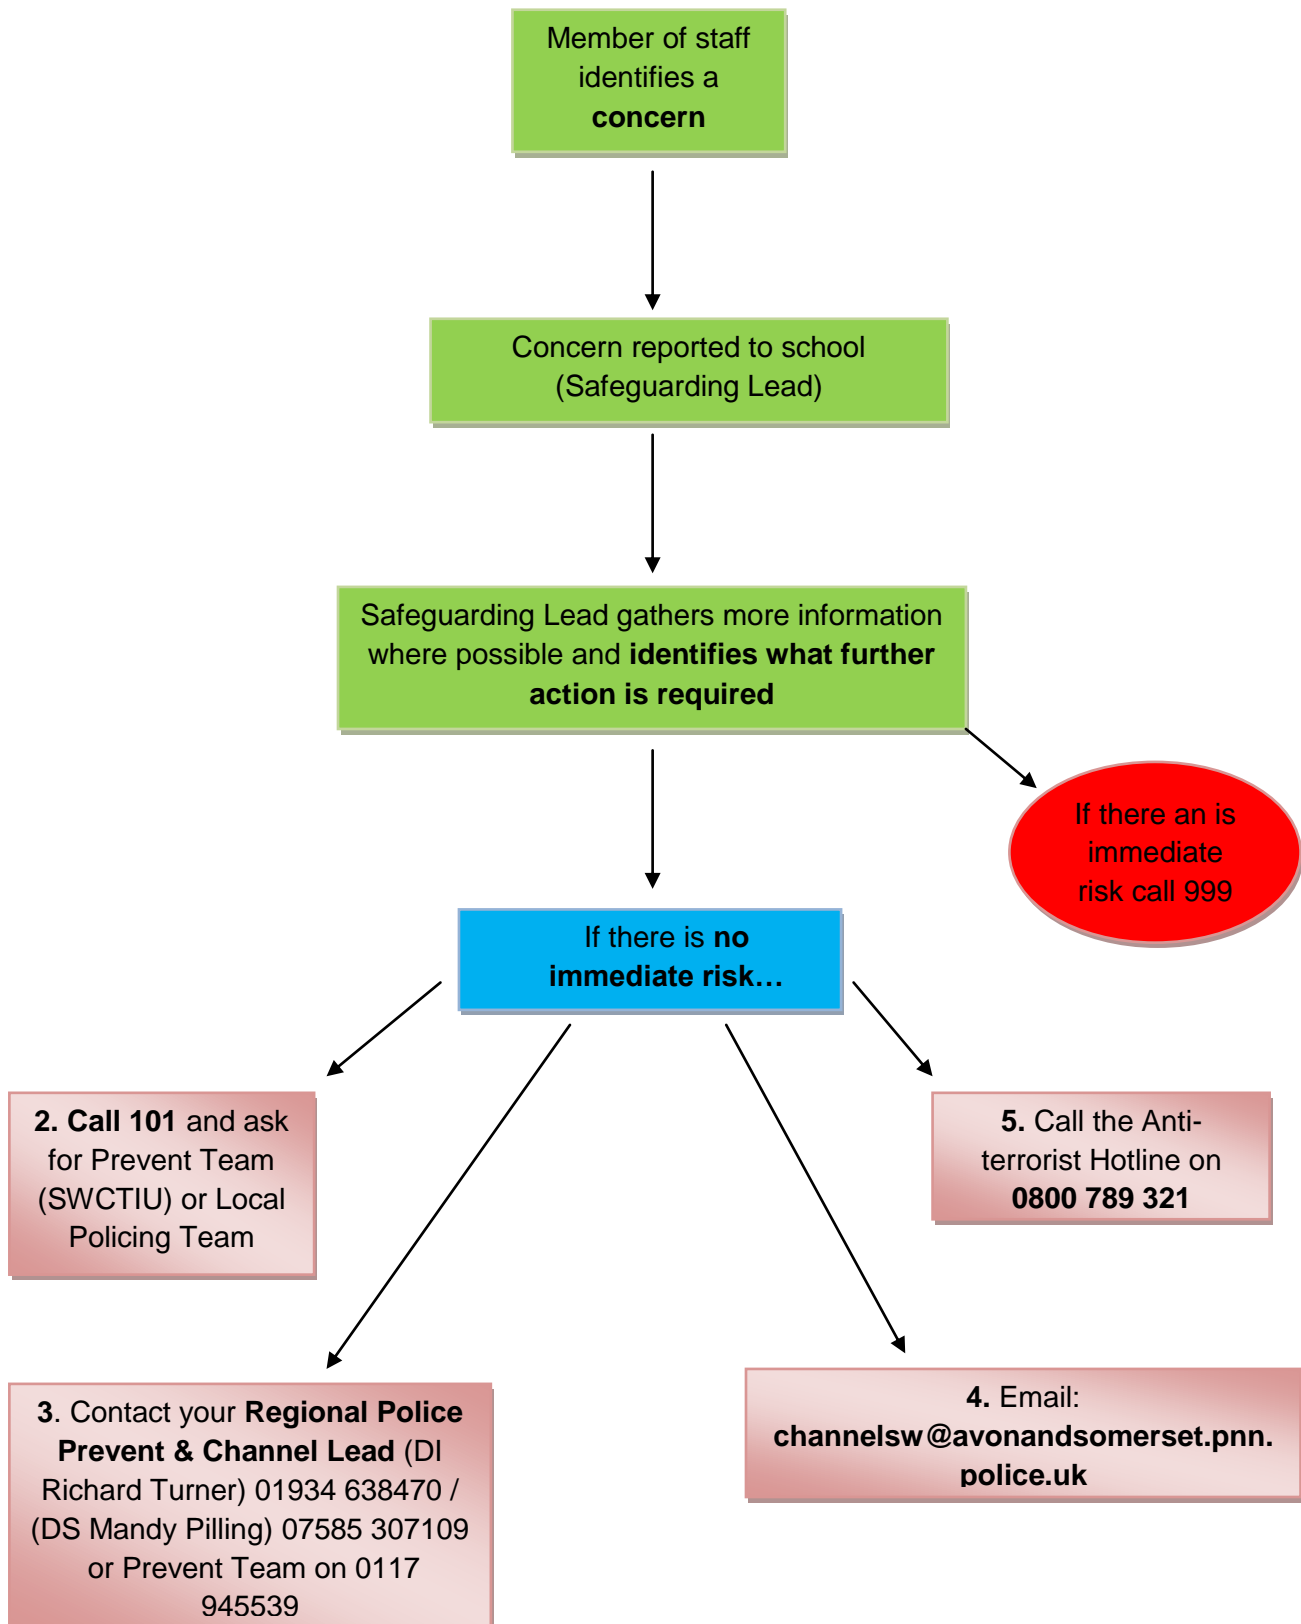 Member of staff
identifies a
concern
Concern reported to school
(Safeguarding Lead)
Safeguarding Lead gathers more information
where possible and identifies what further
action is required
If there an is
immediate
risk call 999
If there is no
immediate risk…
2. Call 101 and ask
for Prevent Team
(SWCTIU) or Local
Policing Team
5. Call the Anti-
terrorist Hotline on
0800 789 321
3. Contact your Regional Police
Prevent & Channel Lead (DI
Richard Turner) 01934 638470 /
(DS Mandy Pilling) 07585 307109
or Prevent Team on 0117
945539
4. Email:
channelsw@avonandsomerset.pnn.
police.uk